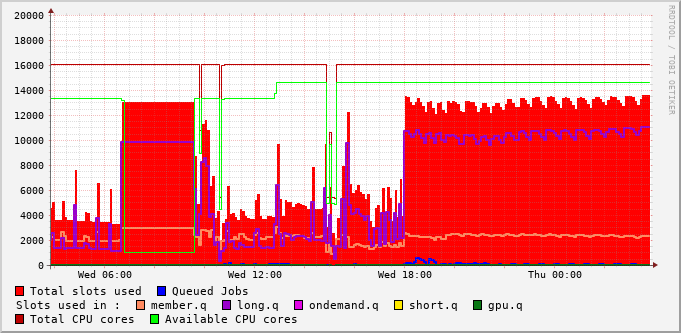 RRDTOOL / TOBI OETIKER
20000
18000
16000
14000
12000
10000
8000
6000
4000
2000
0
Wed 06:00 Wed 12:00 Wed 18:00 Thu 00:00
Total slots used Queued Jobs
Slots used in : member.q long.q ondemand.q short.q gpu.q
Total CPU cores Available CPU cores